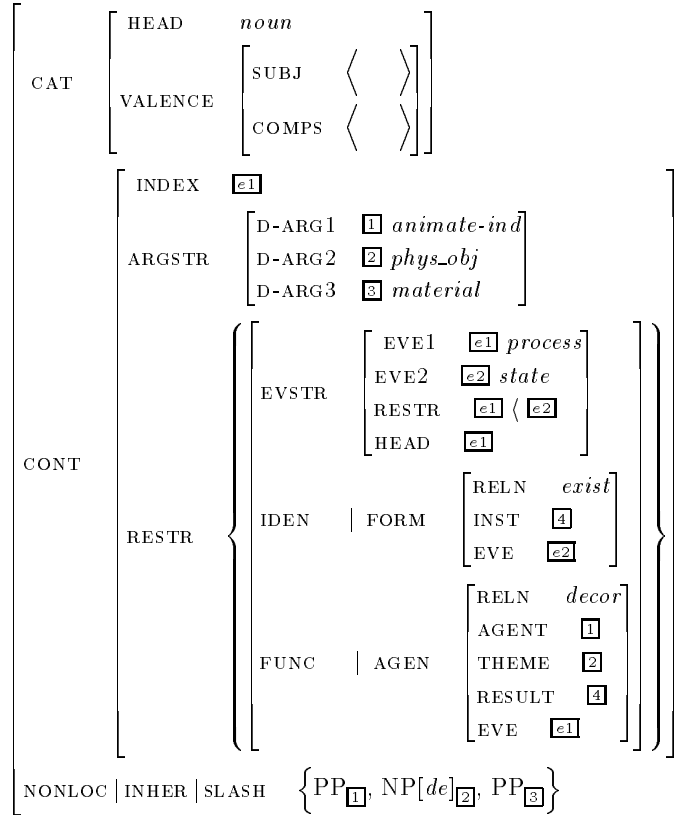 HEAD noun
CAT
SUBJ ⟨ ⟩
VALENCE
COMPS ⟨ ⟩
INDEX e1
D-ARG1 1 animate-ind
ARGSTR D-ARG2 2 phys_obj
D-ARG3 3 material
EVE1 e1 process
EVE2 e2 state
EVSTR
RESTR e1 ⟨ e2
HEAD e1
CONT
RELN exist
IDEN | FORM INST 4
RESTR
EVE e2
RELN decor
AGENT 1
FUNC | AGEN THEME 2
RESULT 4
EVE e1
NONLOC | INHER | SLASH {PP1, NP[de]2, PP3}